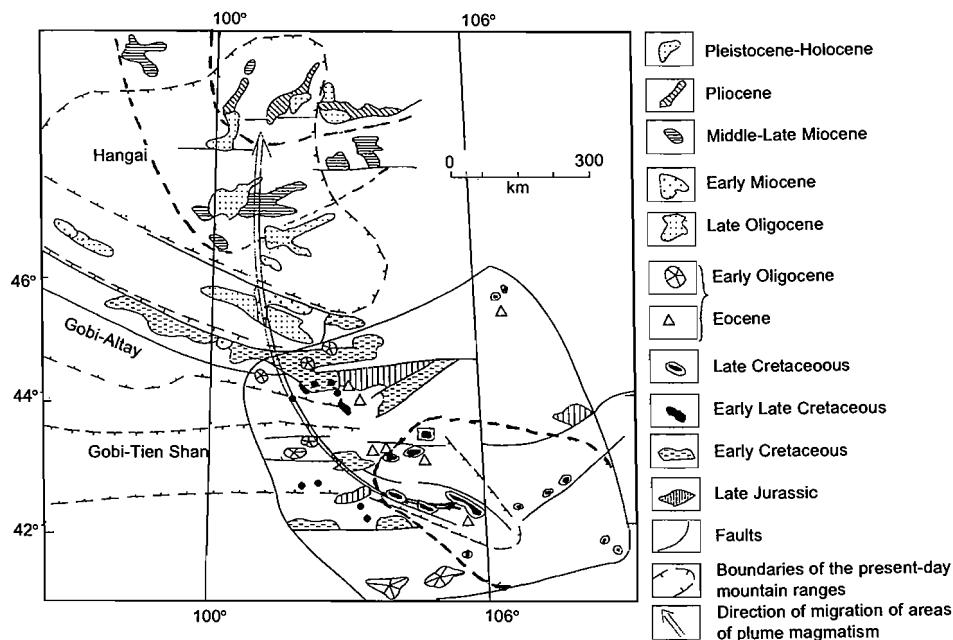 100°
106°
Hangai
0
300
km
46°
Gobi-Altay
44°
Gobi-Tien Shan
42°
100°
106°
Pleistocene-Holocene
Pliocene
Middle-Late Miocene
Early Miocene
Late Oligocene
Early Oligocene
Eocene
Late Cretaceoous
Early Late Cretaceous
Early Cretaceous
Late Jurassic
Faults
Boundaries of the present-day
mountain ranges
Direction of migration of areas
of plume magmatism